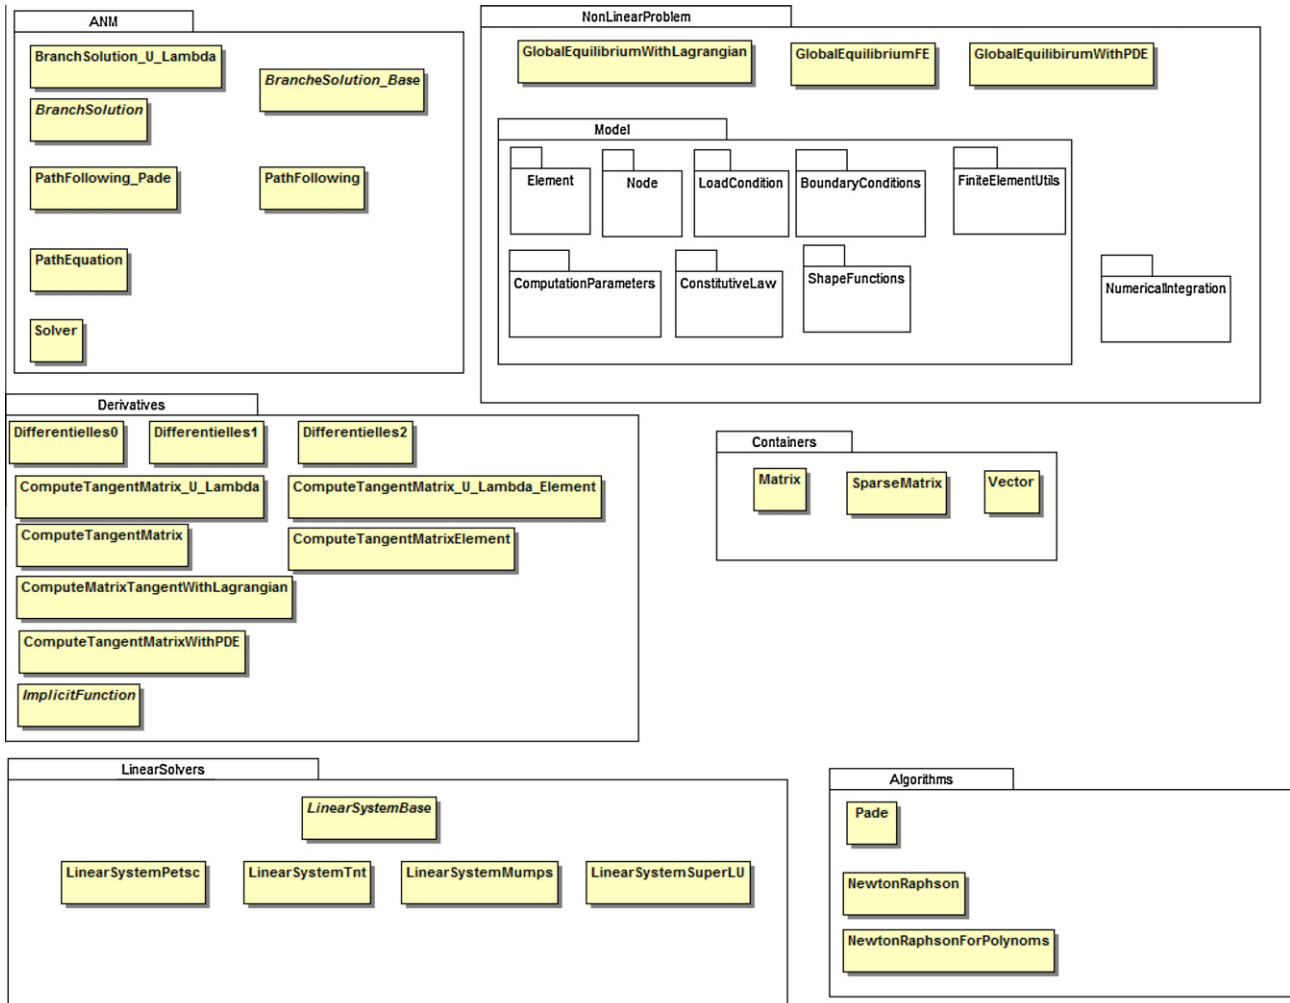 ANM
BranchSolution_U_Lambda
BrancheSolution_Base
BranchSolution
PathFollowing_Pade
PathFollowing
PathEquation
Solver
NonLinearProblem
GlobalEquilibriumWithLagrangian
GlobalEquilibriumFE
GlobalEquilibirumWithPDE
Model
Element
Node
LoadCondition
BoundaryConditions
FiniteElementUtils
ComputationParameters
ConstitutiveLaw
ShapeFunctions
NumericalIntegration
Derivatives
Differentielles0
Differentielles1
Differentielles2
ComputeTangentMatrix_U_Lambda
ComputeTangentMatrix_U_Lambda_Element
ComputeTangentMatrix
ComputeTangentMatrixElement
ComputeMatrixTangentWithLagrangian
ComputeTangentMatrixWithPDE
ImplicitFunction
Containers
Matrix
SparseMatrix
Vector
LinearSolvers
LinearSystemBase
LinearSystemPetsc
LinearSystemTnt
LinearSystemMumps
LinearSystemSuperLU
Algorithms
Pade
NewtonRaphson
NewtonRaphsonForPolynoms